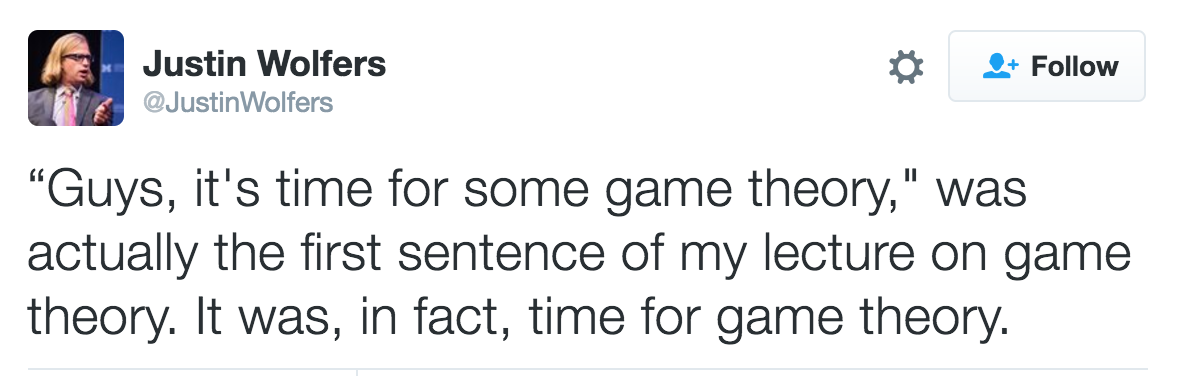 Justin Wolfers
@JustinWolfers
Follow
“Guys, it's time for some game theory," was
actually the first sentence of my lecture on game
theory. It was, in fact, time for game theory.